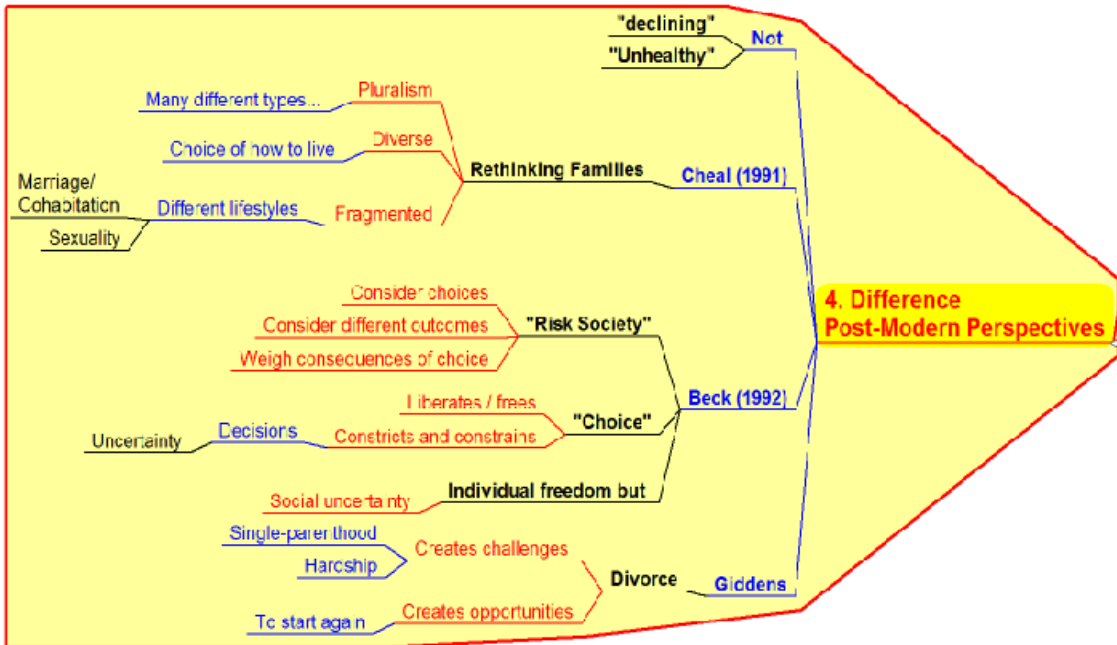 "declining"
"Unhealthy"
Not
Pluralism
Many different types...
Diverse
Choice of how to live
Rethinking Families
Cheal (1991)
Marriage/
Cohabitation
Sexuality
Different lifestyles
Fragmented
4. Difference
Post-Modern Perspectives
Consider choices
Consider different outcomes
Weigh consequences of choice
"Risk Society"
Beck (1992)
Liberates / frees
Constricts and constrains
"Choice"
Decisions
Uncertainty
Individual freedom but
Social uncertainty
Single-parenthood
Hardship
Creates challenges
Divorce
Giddens
Creates opportunities
To start again